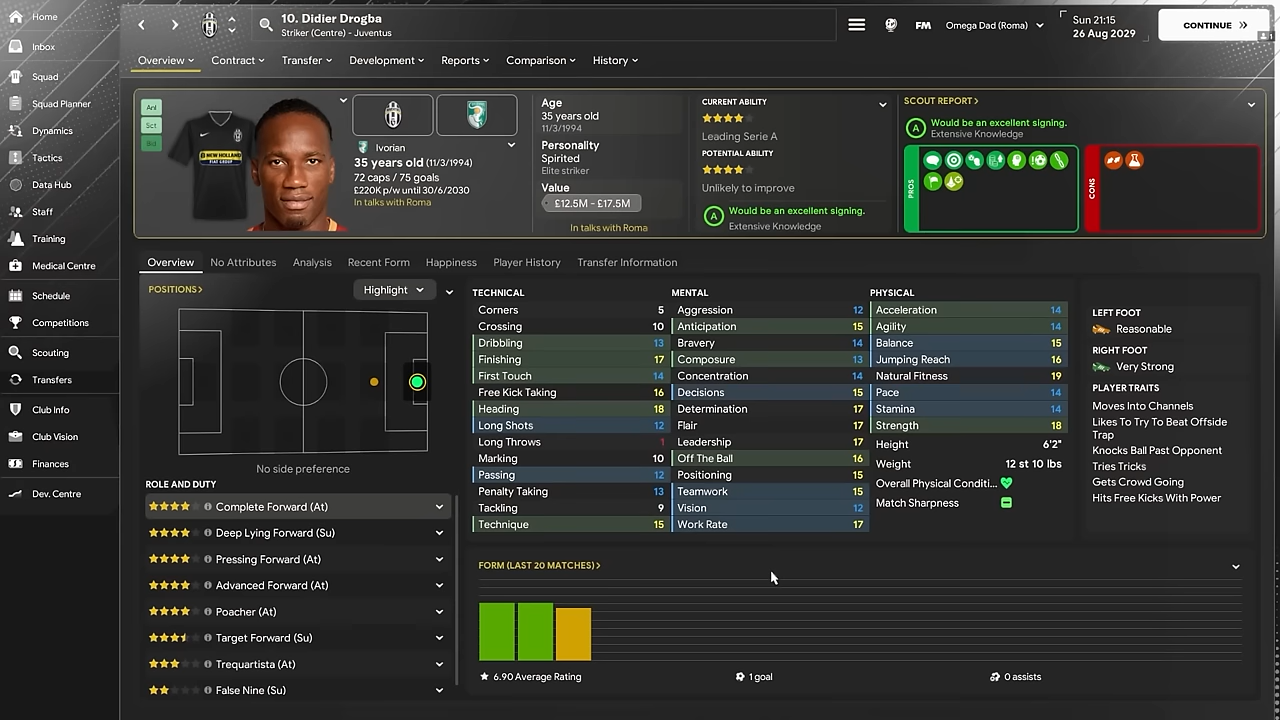 Home
Inbox
Squad
Squad Planner
Dynamics
Tactics
Data Hub
Staff
Training
Medical Centre
Schedule
Competitions
Scouting
Transfers
Club Info
Club Vision
Finances
Dev. Centre
10. Didier Drogba
Striker (Centre) - Juventus
FM
Omega Dad (Roma)
Sun 21:15
26 Aug 2029
CONTINUE
Overview
Contract
Transfer
Development
Reports
Comparison
History
Anl
Sct
NEW HOLLAND
Ivorian
35 years old (11/3/1994)
72 caps / 75 goals
£220K p/w until 30/6/2030
In talks with Roma
Age
35 years old
11/3/1994
Personality
Spirited
Elite striker
Value
£12.5M - £17.5M
In talks with Roma
CURRENT ABILITY
Leading Serie A
POTENTIAL ABILITY
Unlikely to improve
A
Would be an excellent signing.
Extensive Knowledge
SCOUT REPORT>
A
Would be an excellent signing.
Extensive Knowledge
PROS
CONS
Overview
No Attributes
Analysis
Recent Form
Happiness
Player History
Transfer Information
POSITIONS>
Highlight
No side preference
ROLE AND DUTY
Complete Forward (At)
Deep Lying Forward (Su)
Pressing Forward (At)
Advanced Forward (At)
Poacher (At)
Target Forward (Su)
Trequartista (At)
False Nine (Su)
TECHNICAL
Corners 5
Crossing 10
Dribbling 13
Finishing 17
First Touch 14
Free Kick Taking 16
Heading 18
Long Shots 12
Long Throws 1
Marking 10
Passing 12
Penalty Taking 13
Tackling 9
Technique 15
MENTAL
Aggression 12
Anticipation 15
Bravery 14
Composure 13
Concentration 14
Decisions 15
Determination 17
Flair 17
Leadership 17
Off The Ball 16
Positioning 15
Teamwork 15
Vision 12
Work Rate 17
PHYSICAL
Acceleration 14
Agility 14
Balance 15
Jumping Reach 16
Natural Fitness 19
Pace 14
Stamina 14
Strength 18
Height 6'2"
Weight 12 st 10 lbs
Overall Physical Conditi...
Match Sharpness
LEFT FOOT
Reasonable
RIGHT FOOT
Very Strong
PLAYER TRAITS
Moves Into Channels
Likes To Try To Beat Offside
Trap
Knocks Ball Past Opponent
Tries Tricks
Gets Crowd Going
Hits Free Kicks With Power
FORM (LAST 20 MATCHES)>
6.90 Average Rating
1 goal
0 assists